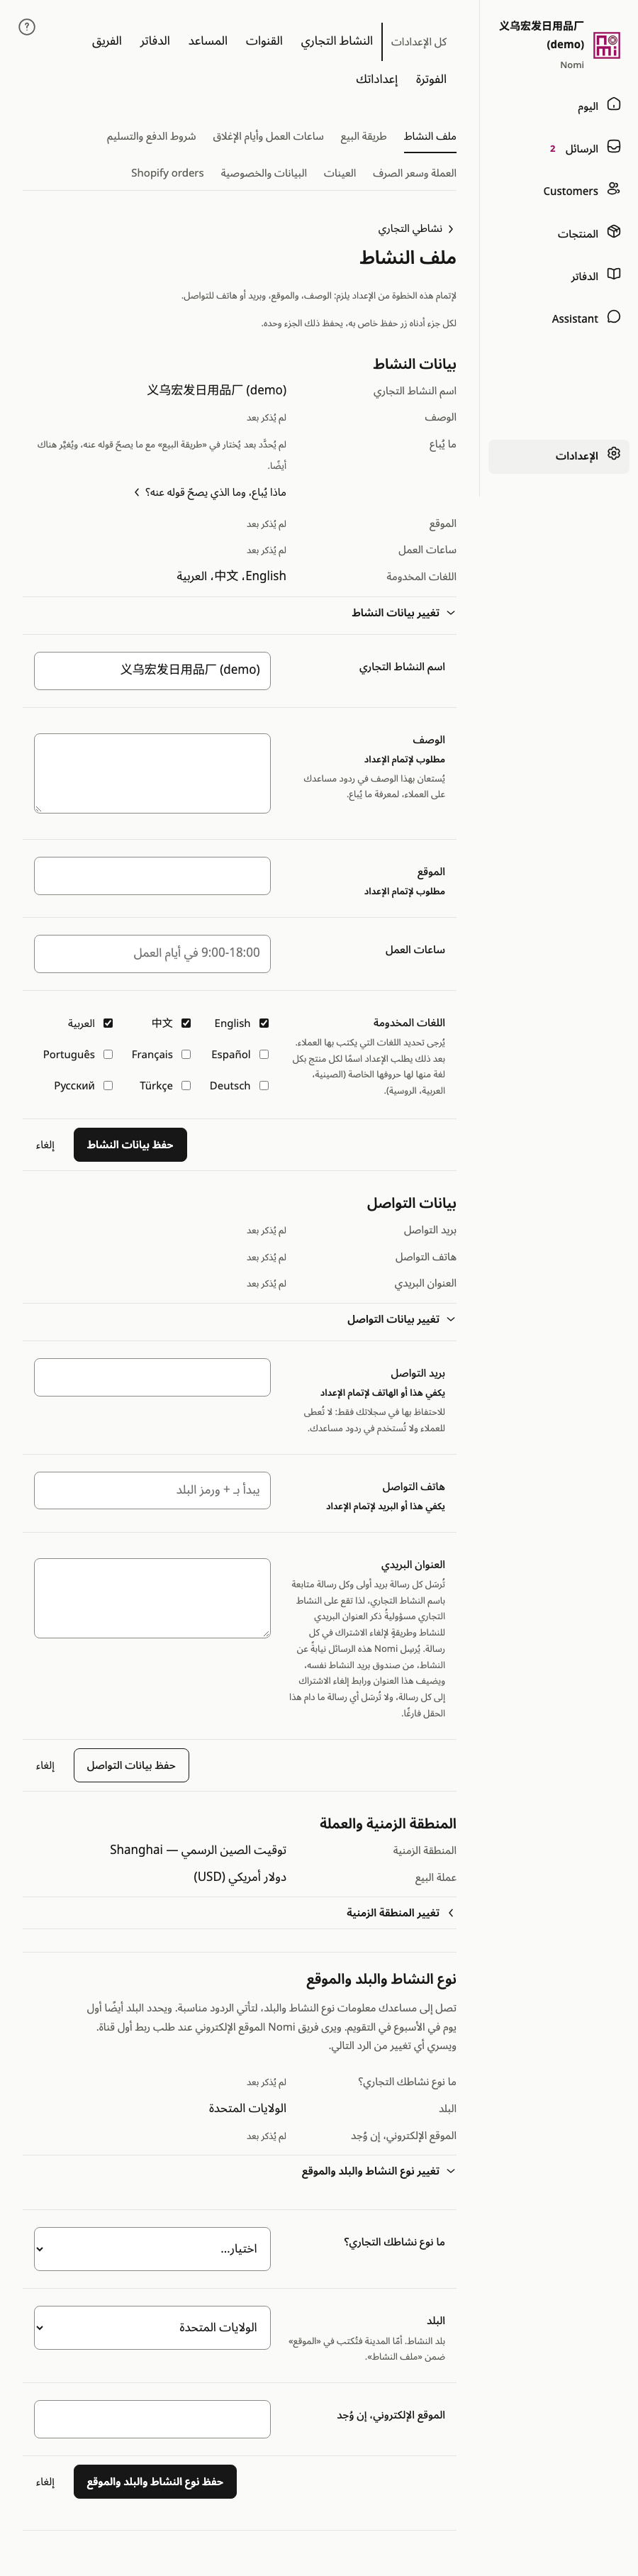 义乌宏发日用品厂
(demo)
Nomi
اليوم
الرسائل 2
Customers
المنتجات
الدفاتر
Assistant
الإعدادات
كل الإعدادات النشاط التجاري القنوات المساعد الدفاتر الفريق
الفوترة إعداداتك
ملف النشاط طريقة البيع ساعات العمل وأيام الإغلاق شروط الدفع والتسليم
العملة وسعر الصرف العينات البيانات والخصوصية Shopify orders
نشاطي التجاري
ملف النشاط
لإتمام هذه الخطوة من الإعداد يلزم: الوصف، والموقع، وبريد أو هاتف للتواصل.
لكل جزء أدناه زر حفظ خاص به، يحفظ ذلك الجزء وحده.
بيانات النشاط
اسم النشاط التجاري 义乌宏发日用品厂 (demo)
الوصف لم يُذكر بعد
ما يُباع لم يُحدَّد بعد يُختار في «طريقة البيع» مع ما يصحّ قوله عنه، ويُغيَّر هناك
أيضًا.
ماذا يُباع، وما الذي يصحّ قوله عنه؟
الموقع لم يُذكر بعد
ساعات العمل لم يُذكر بعد
اللغات المخدومة English، 中文، العربية
تغيير بيانات النشاط
اسم النشاط التجاري 义乌宏发日用品厂 (demo)
الوصف
مطلوب لإتمام الإعداد
يُستعان بهذا الوصف في ردود مساعدك
على العملاء، لمعرفة ما يُباع.
الموقع
مطلوب لإتمام الإعداد
ساعات العمل 9:00-18:00 في أيام العمل
اللغات المخدومة
يُرجى تحديد اللغات التي يكتب بها العملاء.
بعد ذلك يطلب الإعداد اسمًا لكل منتج بكل
لغة منها لها حروفها الخاصة (الصينية،
العربية، الروسية).
English 中文 العربية
Español Français Português
Deutsch Türkçe Русский
حفظ بيانات النشاط إلغاء
بيانات التواصل
بريد التواصل لم يُذكر بعد
هاتف التواصل لم يُذكر بعد
العنوان البريدي لم يُذكر بعد
تغيير بيانات التواصل
بريد التواصل
يكفي هذا أو الهاتف لإتمام الإعداد
للاحتفاظ بها في سجلاتك فقط: لا تُعطى
للعملاء ولا تُستخدم في ردود مساعدك.
هاتف التواصل يبدأ بـ + ورمز البلد
يكفي هذا أو البريد لإتمام الإعداد
العنوان البريدي
تُرسَل كل رسالة بريد أولى وكل رسالة متابعة
باسم النشاط التجاري، لذا تقع على النشاط
التجاري مسؤوليةُ ذكر العنوان البريدي
للنشاط وطريقةٍ لإلغاء الاشتراك في كل
رسالة. يُرسِل Nomi هذه الرسائل نيابةً عن
النشاط، من صندوق بريد النشاط نفسه،
ويضيف هذا العنوان ورابط إلغاء الاشتراك
إلى كل رسالة، ولا تُرسَل أي رسالة ما دام هذا
الحقل فارغًا.
حفظ بيانات التواصل إلغاء
المنطقة الزمنية والعملة
المنطقة الزمنية توقيت الصين الرسمي — Shanghai
عملة البيع دولار أمريكي (USD)
تغيير المنطقة الزمنية
نوع النشاط والبلد والموقع
تصل إلى مساعدك معلومات نوع النشاط والبلد، لتأتي الردود مناسبة. ويحدد البلد أيضًا أول
يوم في الأسبوع في التقويم. ويرى فريق Nomi الموقع الإلكتروني عند طلب ربط أول قناة.
ويسري أي تغيير من الرد التالي.
ما نوع نشاطك التجاري؟ لم يُذكر بعد
البلد الولايات المتحدة
الموقع الإلكتروني، إن وُجد لم يُذكر بعد
تغيير نوع النشاط والبلد والموقع
ما نوع نشاطك التجاري؟ اختيار...
البلد الولايات المتحدة
بلد النشاط. أمّا المدينة فتُكتب في «الموقع»
ضمن «ملف النشاط».
الموقع الإلكتروني، إن وُجد
حفظ نوع النشاط والبلد والموقع إلغاء